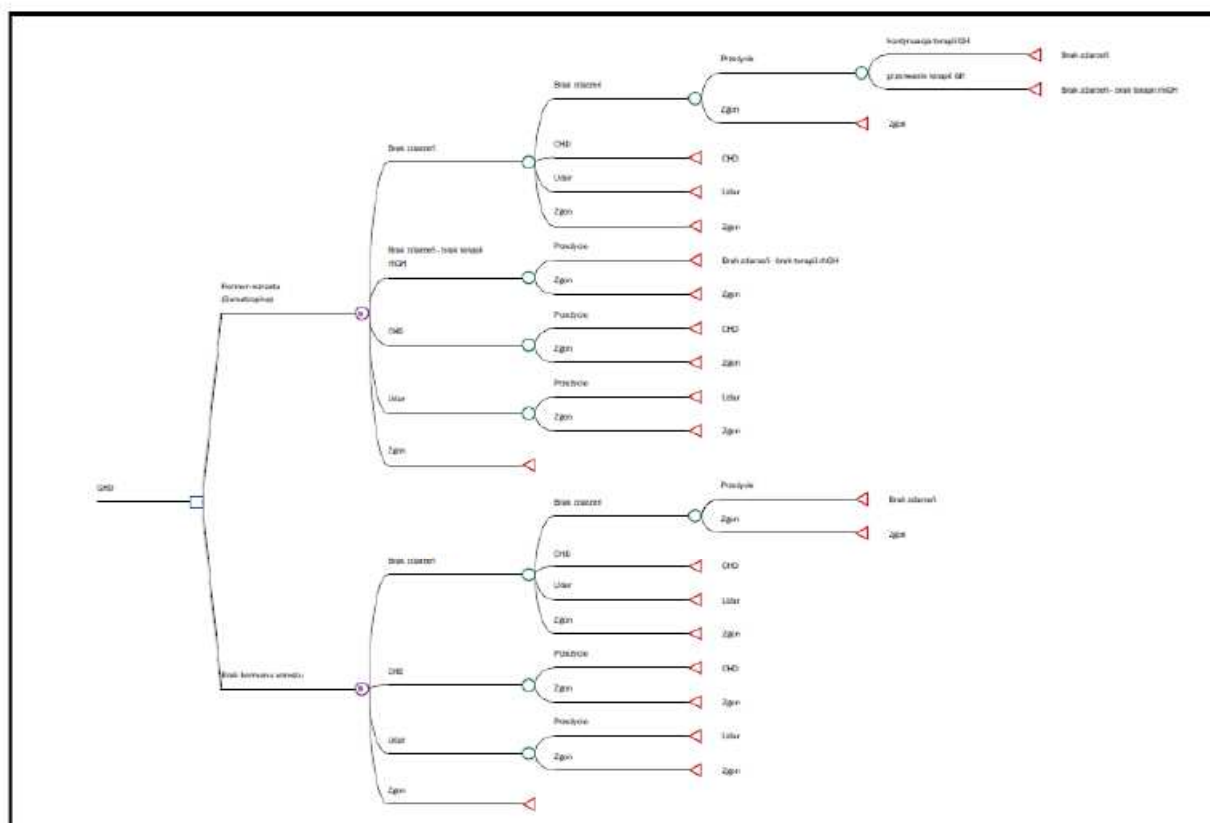 kontynuacja terapii GH
Przeżycie
Brak zdarzeń
przerwanie terapii GH
Brak zdarzeń
Brak zdarzeń - brak terapii rhGH
Zgon
Zgon
CHD
Brak zdarzeń
CHD
Udar
Udar
Zgon
Zgon
Brak zdarzeń - brak terapii
rhGH
Przeżycie
Brak zdarzeń - brak terapii rhGH
Zgon
Hormon wzrostu
(Somatropina)
Zgon
Przeżycie
CHD
CHD
Zgon
Zgon
Przeżycie
Udar
Udar
Zgon
Zgon
Zgon
GHD
Przeżycie
Brak zdarzeń
Brak zdarzeń
Zgon
Zgon
CHD
Brak zdarzeń
CHD
Udar
Udar
Zgon
Zgon
Przeżycie
CHD
Brak hormonu wzrostu
CHD
Zgon
Zgon
Przeżycie
Udar
Udar
Zgon
Zgon
Zgon